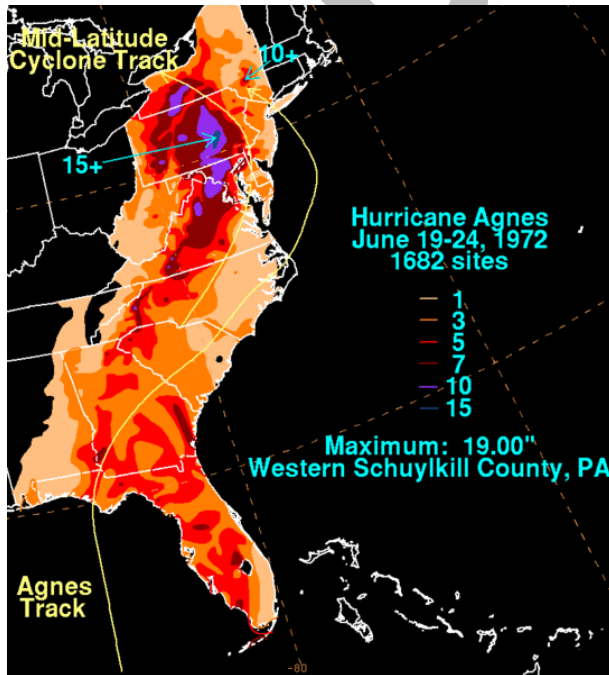 Mid-Latitude
Cyclone Track
10+
15+
Hurricane Agnes
June 19-24, 1972
1682 sites
1
3
5
7
10
15
Maximum: 19.00"
Western Schuylkill County, PA
Agnes
Track
-80